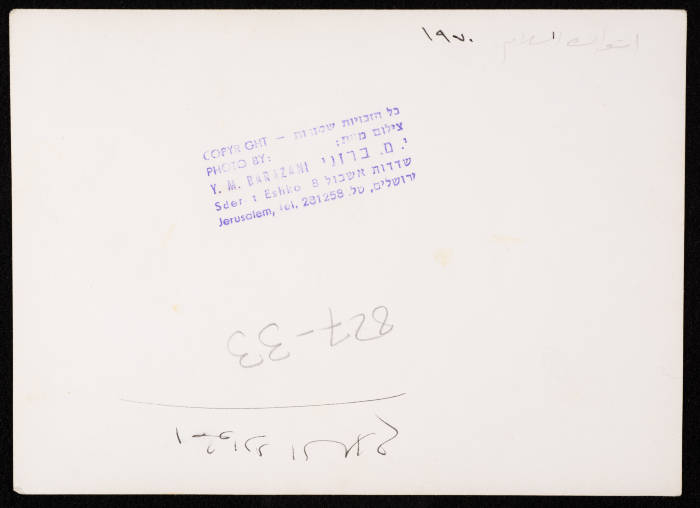 ١٩٧٠
COPYRIGHT — כל הזכויות שמורות
PHOTO BY: צילום מאת:
Y. M. BARAZANI י. מ. ברזני
Sderot Eshkol 8 שדרות אשכול
Jerusalem, tel. 231258 ירושלים, טל.
827-33